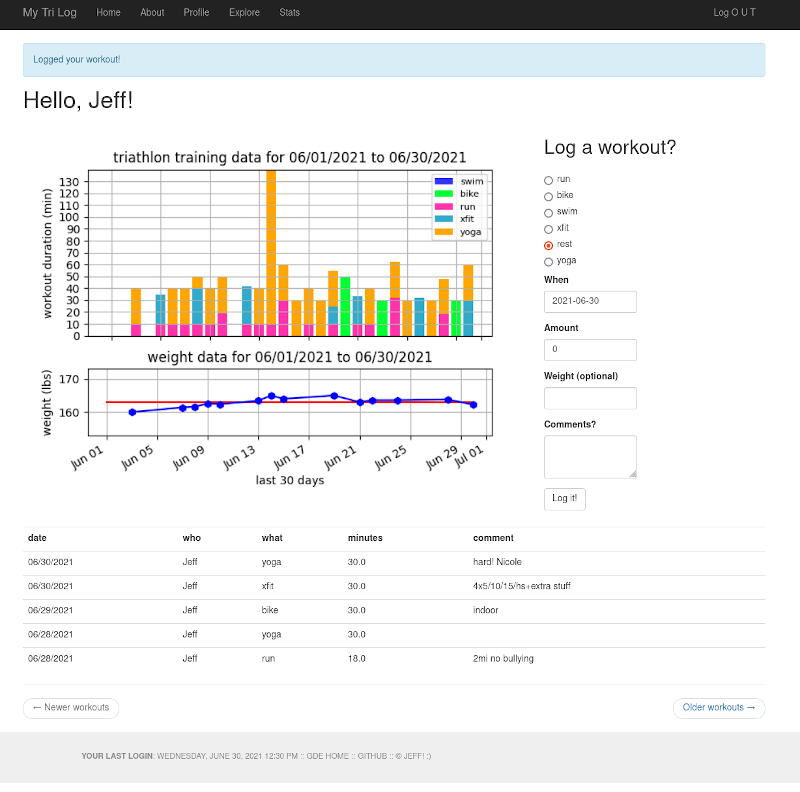 My Tri Log Home About Profile Explore Stats Log O U T
Logged your workout!
Hello, Jeff!
triathlon training data for 06/01/2021 to 06/30/2021
workout duration (min)
130
120
110
100
90
80
70
60
50
40
30
20
10
0
swim
bike
run
xfit
yoga
weight data for 06/01/2021 to 06/30/2021
weight (lbs)
170
160
Jun 01 Jun 05 Jun 09 Jun 13 Jun 17 Jun 21 Jun 25 Jun 29 Jul 01
last 30 days
Log a workout?
run
bike
swim
xfit
rest
yoga
When
2021-06-30
Amount
0
Weight (optional)
Comments?
Log it!
date who what minutes comment
06/30/2021 Jeff yoga 30.0 hard! Nicole
06/30/2021 Jeff xfit 30.0 4x5/10/15/hs+extra stuff
06/29/2021 Jeff bike 30.0 indoor
06/28/2021 Jeff yoga 30.0
06/28/2021 Jeff run 18.0 2mi no bullying
← Newer workouts Older workouts →
YOUR LAST LOGIN: WEDNESDAY, JUNE 30, 2021 12:30 PM :: GDE HOME :: GITHUB :: © JEFF! :)